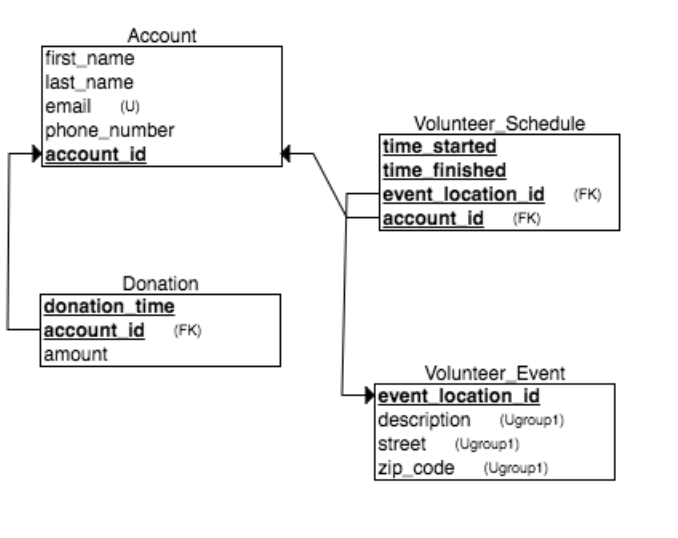 Account
first_name
last_name
email (U)
phone_number
account_id
Volunteer_Schedule
time_started
time_finished
event_location_id (FK)
account_id (FK)
Donation
donation_time
account_id (FK)
amount
Volunteer_Event
event_location_id
description (Ugroup1)
street (Ugroup1)
zip_code (Ugroup1)